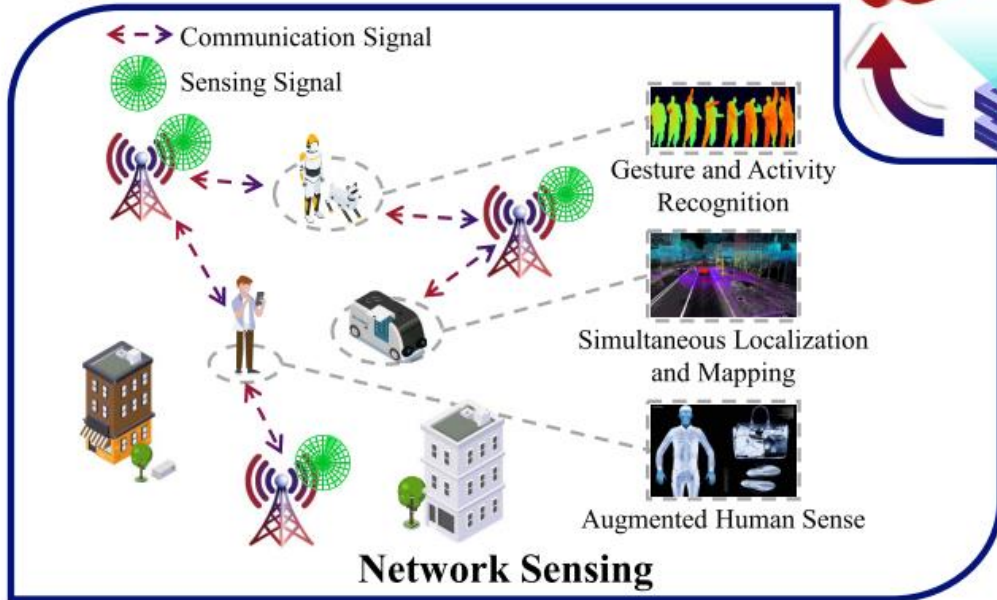 Communication Signal
Sensing Signal
Gesture and Activity
Recognition
Simultaneous Localization
and Mapping
Augmented Human Sense
Network Sensing